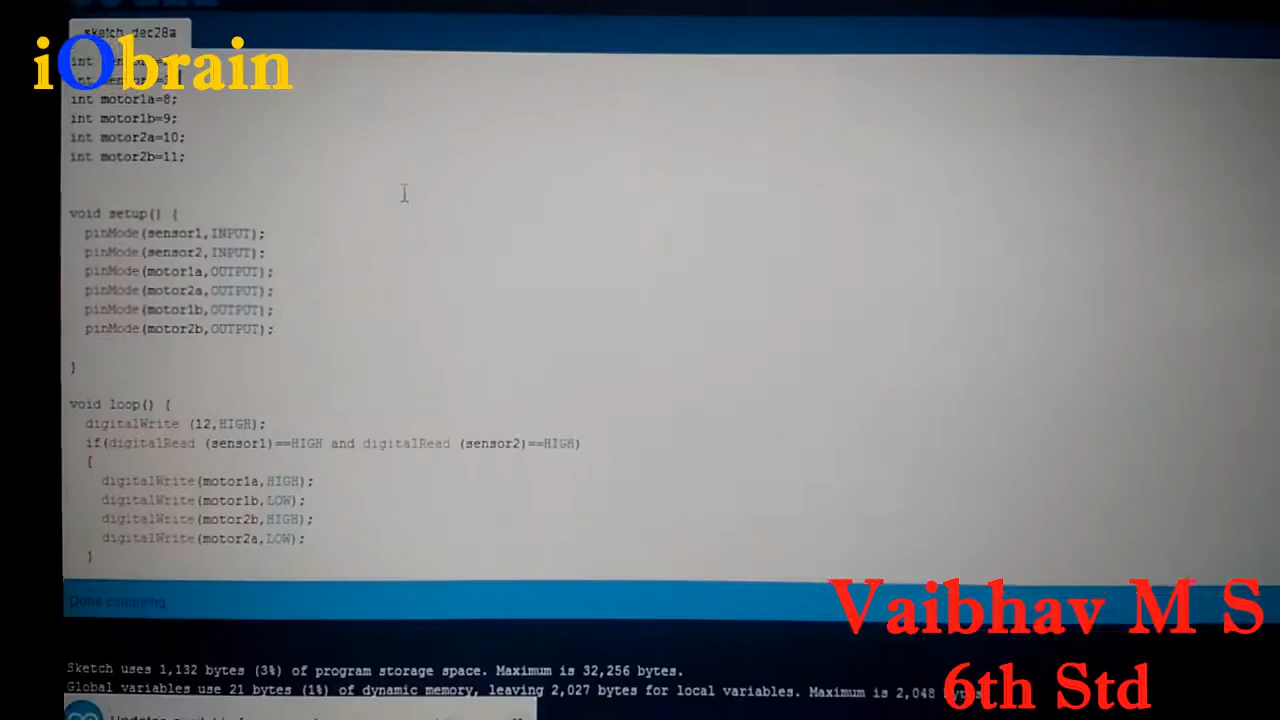 sketch_dec28a
iObrain
int
int
int motor1a=8;
int motor1b=9;
int motor2a=10;
int motor2b=11;
void setup() {
pinMode(sensor1,INPUT);
pinMode(sensor2,INPUT);
pinMode(motor1a,OUTPUT);
pinMode(motor2a,OUTPUT);
pinMode(motor1b,OUTPUT);
pinMode(motor2b,OUTPUT);
}
void loop() {
digitalWrite (12,HIGH);
if(digitalRead (sensor1)==HIGH and digitalRead (sensor2)==HIGH)
{
digitalWrite(motor1a,HIGH);
digitalWrite(motor1b,LOW);
digitalWrite(motor2b,HIGH);
digitalWrite(motor2a,LOW);
}
Done compiling.
Vaibhav M S
Sketch uses 1,132 bytes (3%) of program storage space. Maximum is 32,256 bytes.
Global variables use 21 bytes (1%) of dynamic memory, leaving 2,027 bytes for local variables. Maximum is 2,048
6th Std